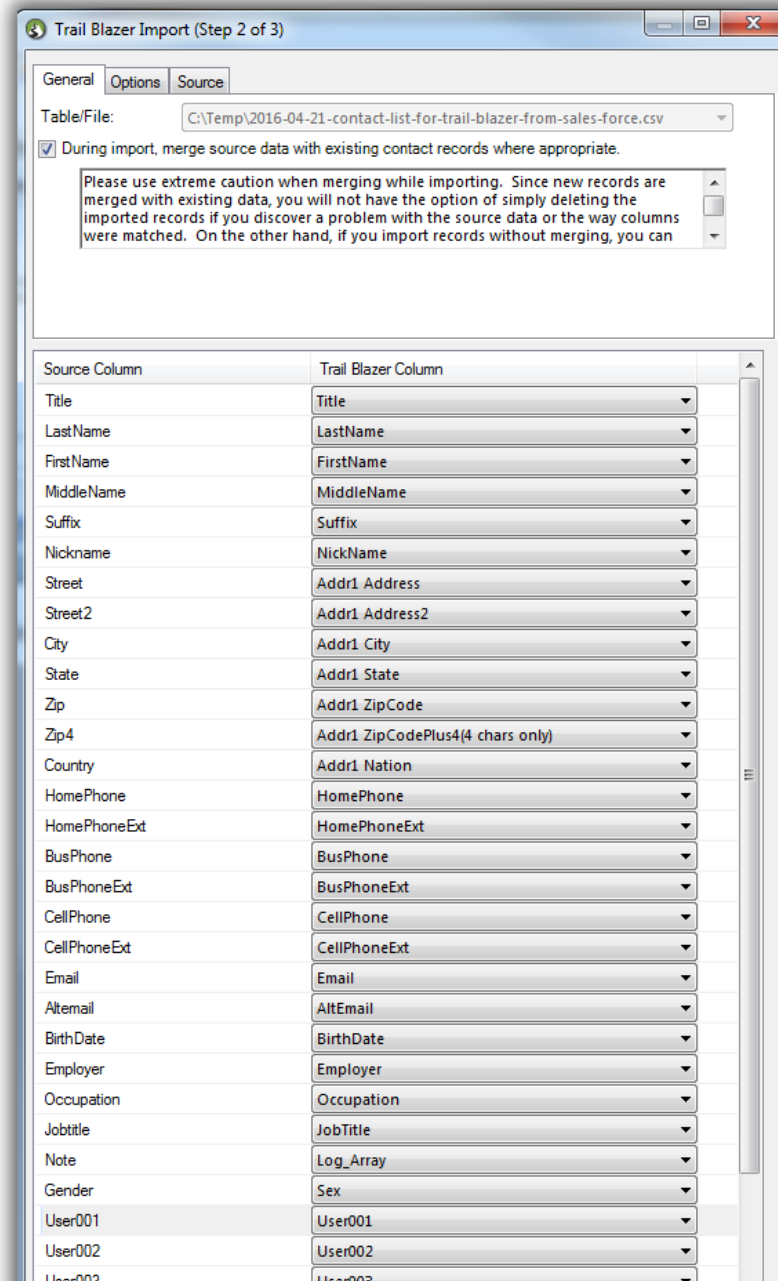 Trail Blazer Import (Step 2 of 3)
General Options Source
Table/File: C:\Temp\2016-04-21-contact-list-for-trail-blazer-from-sales-force.csv
During import, merge source data with existing contact records where appropriate.
Please use extreme caution when merging while importing. Since new records are
merged with existing data, you will not have the option of simply deleting the
imported records if you discover a problem with the source data or the way columns
were matched. On the other hand, if you import records without merging, you can
Source Column Trail Blazer Column
Title Title
LastName LastName
FirstName FirstName
MiddleName MiddleName
Suffix Suffix
Nickname NickName
Street Addr1 Address
Street2 Addr1 Address2
City Addr1 City
State Addr1 State
Zip Addr1 ZipCode
Zip4 Addr1 ZipCodePlus4(4 chars only)
Country Addr1 Nation
HomePhone HomePhone
HomePhoneExt HomePhoneExt
BusPhone BusPhone
BusPhoneExt BusPhoneExt
CellPhone CellPhone
CellPhoneExt CellPhoneExt
Email Email
Altemail AltEmail
BirthDate BirthDate
Employer Employer
Occupation Occupation
Jobtitle JobTitle
Note Log_Array
Gender Sex
User001 User001
User002 User002
User003 User003